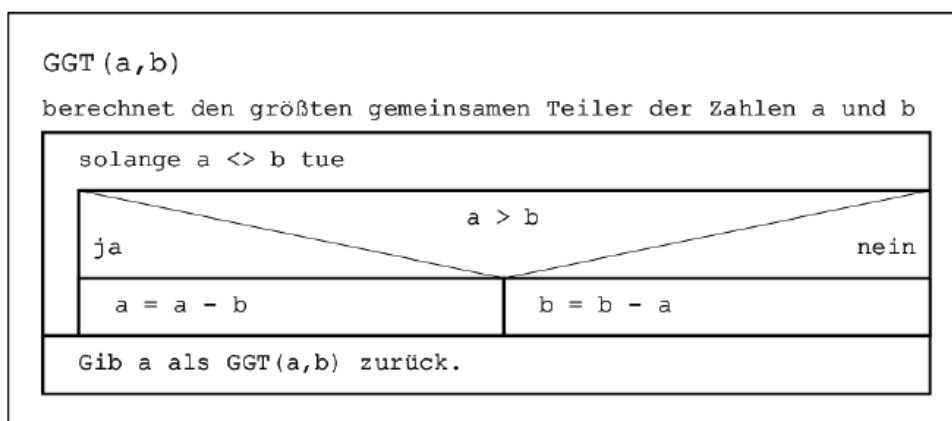 GGT(a,b)
berechnet den größten gemeinsamen Teiler der Zahlen a und b
solange a <> b tue
a > b
ja
nein
a = a - b
b = b - a
Gib a als GGT(a,b) zurück.